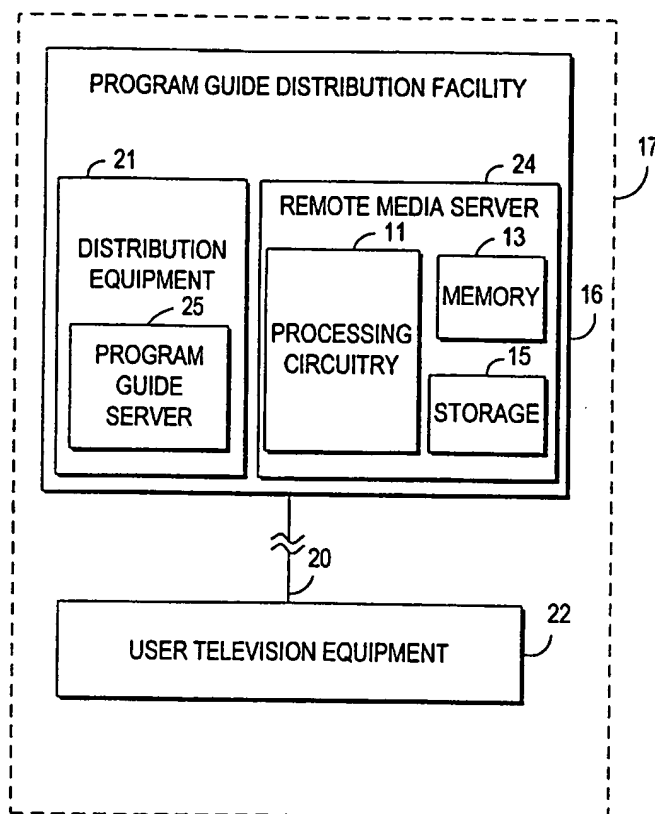 PROGRAM GUIDE DISTRIBUTION FACILITY
17
21
24
DISTRIBUTION
EQUIPMENT
REMOTE MEDIA SERVER
11
13
MEMORY
16
25
PROGRAM
GUIDE
SERVER
PROCESSING
CIRCUITRY
15
STORAGE
20
USER TELEVISION EQUIPMENT
22